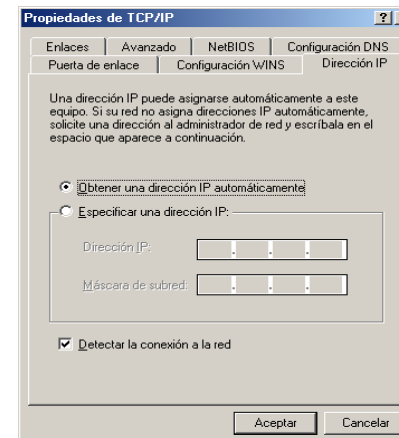 Propiedades de TCP/IP
Enlaces Avanzado NetBIOS Configuración DNS
Puerta de enlace Configuración WINS Dirección IP
Una dirección IP puede asignarse automáticamente a este
equipo. Si su red no asigna direcciones IP automáticamente,
solicite una dirección al administrador de red y escríbala en el
espacio que aparece a continuación.
Obtener una dirección IP automáticamente
Especificar una dirección IP:
Dirección IP:
Máscara de subred:
Detectar la conexión a la red
Aceptar Cancelar